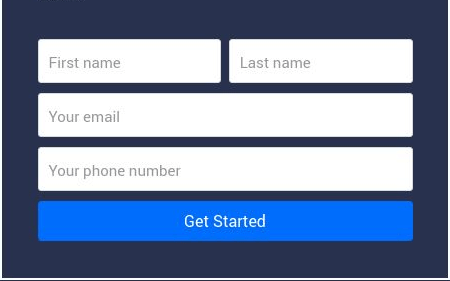 First name
Last name
Your email
Your phone number
Get Started